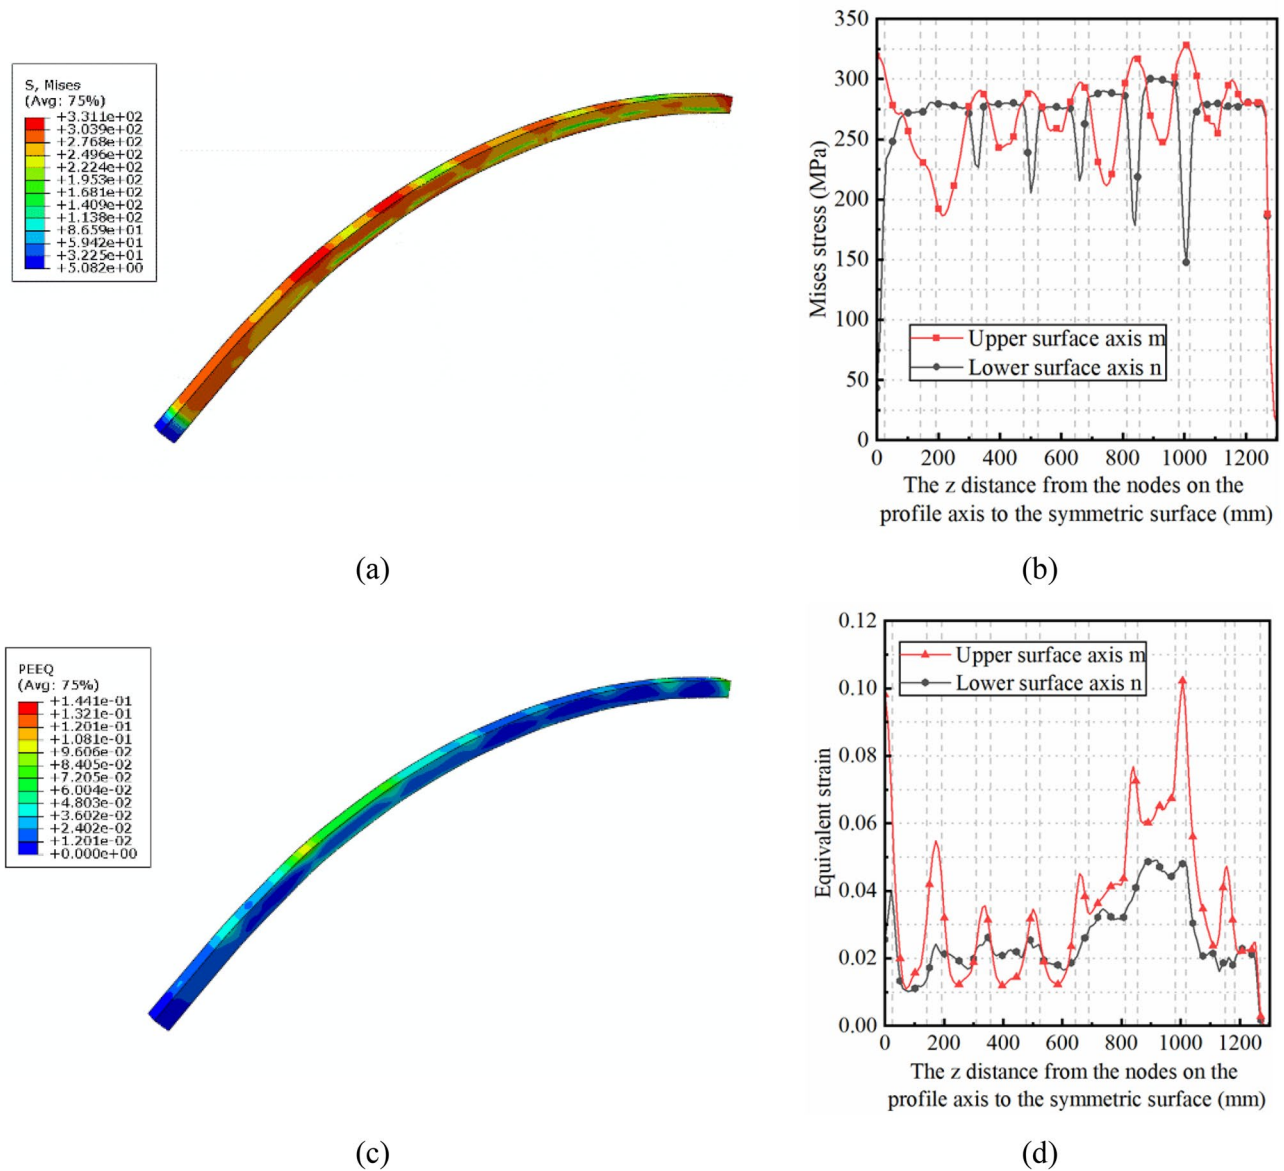 S, Mises
(Avg: 75%)
+3.311e+02
+3.039e+02
+2.768e+02
+2.496e+02
+2.224e+02
+1.953e+02
+1.681e+02
+1.409e+02
+1.138e+02
+8.659e+01
+5.942e+01
+3.225e+01
+5.082e+00
(a)
350
300
250
200
150
100
50
0
Mises stress (MPa)
Upper surface axis m
Lower surface axis n
0 200 400 600 800 1000 1200
The z distance from the nodes on the
profile axis to the symmetric surface (mm)
(b)
PEEQ
(Avg: 75%)
+1.441e-01
+1.321e-01
+1.201e-01
+1.081e-01
+9.606e-02
+8.405e-02
+7.205e-02
+6.004e-02
+4.803e-02
+3.602e-02
+2.402e-02
+1.201e-02
+0.000e+00
(c)
0.12
0.10
0.08
0.06
0.04
0.02
0.00
Equivalent strain
Upper surface axis m
Lower surface axis n
0 200 400 600 800 1000 1200
The z distance from the nodes on the
profile axis to the symmetric surface (mm)
(d)